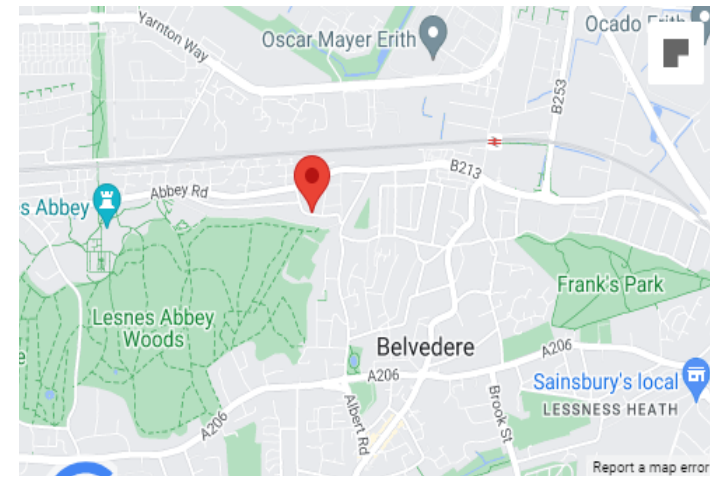 Yarnton Way
Oscar Mayer Erith
Ocado Erith
B253
B213
Abbey Rd
s Abbey
Frank's Park
Lesnes Abbey
Woods
Belvedere
e
A206
A206
A206
Albert Rd
Brook St
Sainsbury's local
LESSNESS HEATH
Report a map error